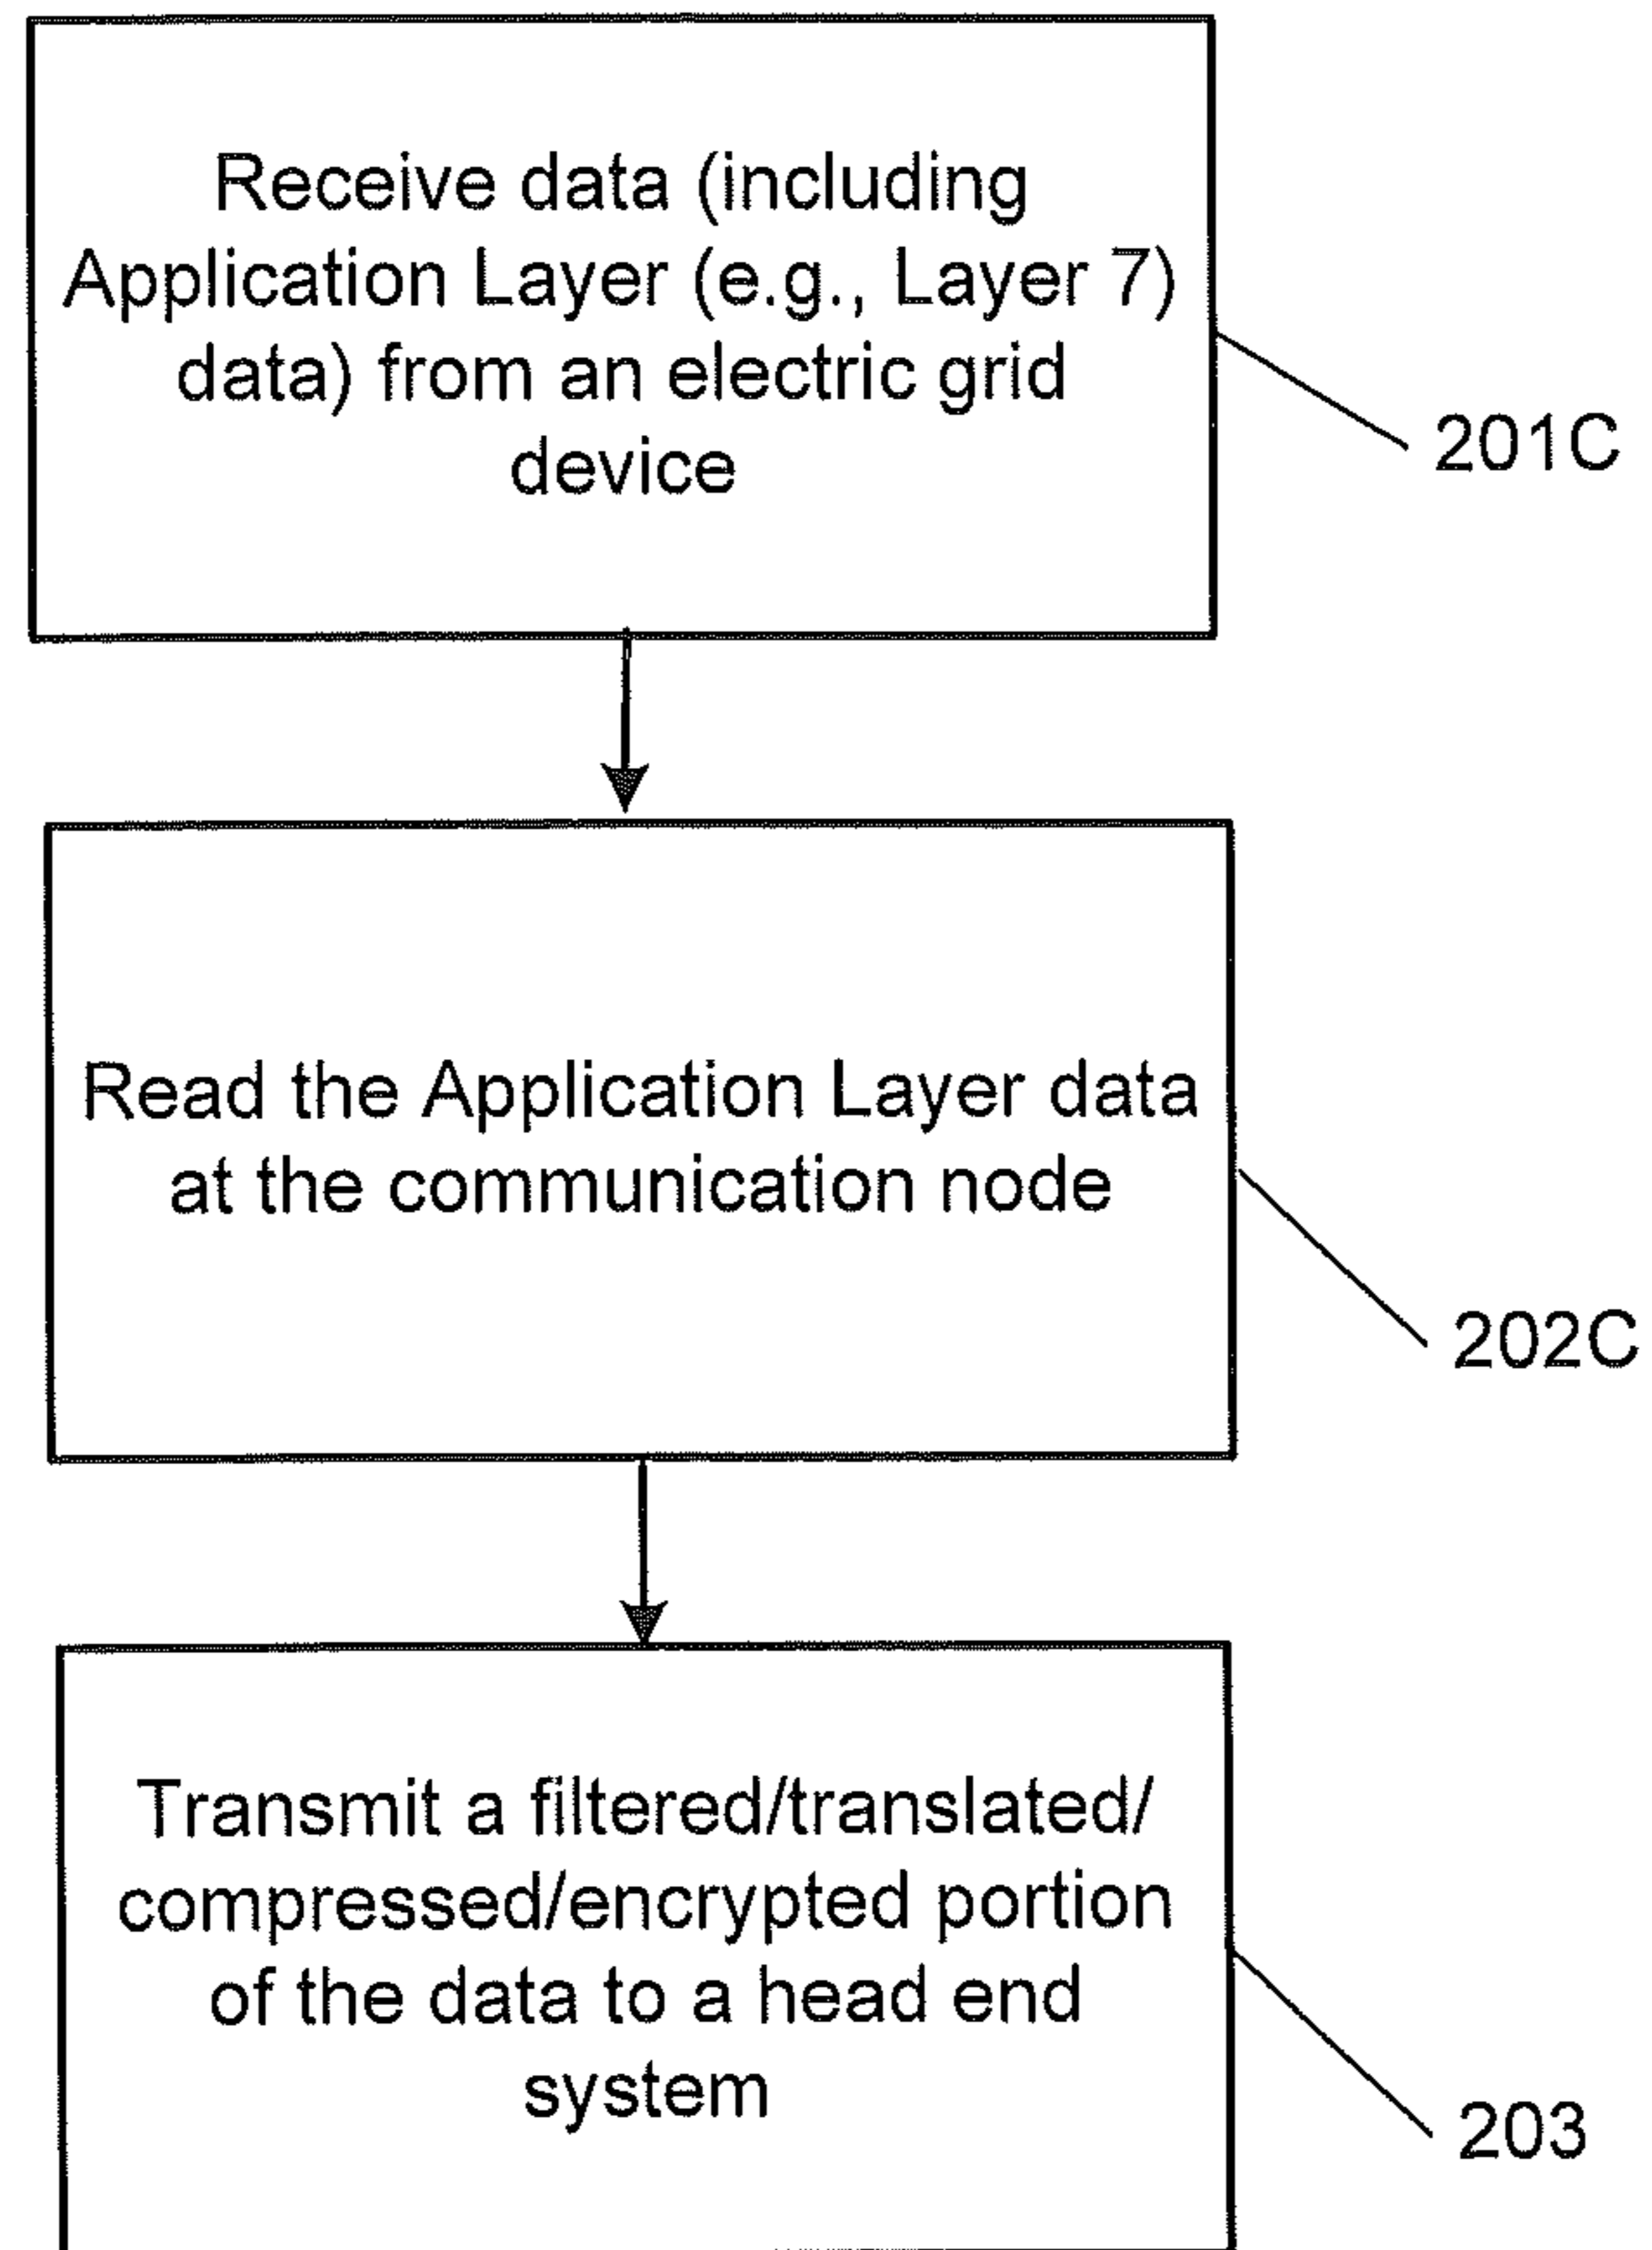 Receive data (including
Application Layer (e.g., Layer 7)
data) from an electric grid
device
201C
Read the Application Layer data
at the communication node
202C
Transmit a filtered/translated/
compressed/encrypted portion
of the data to a head end
system
203